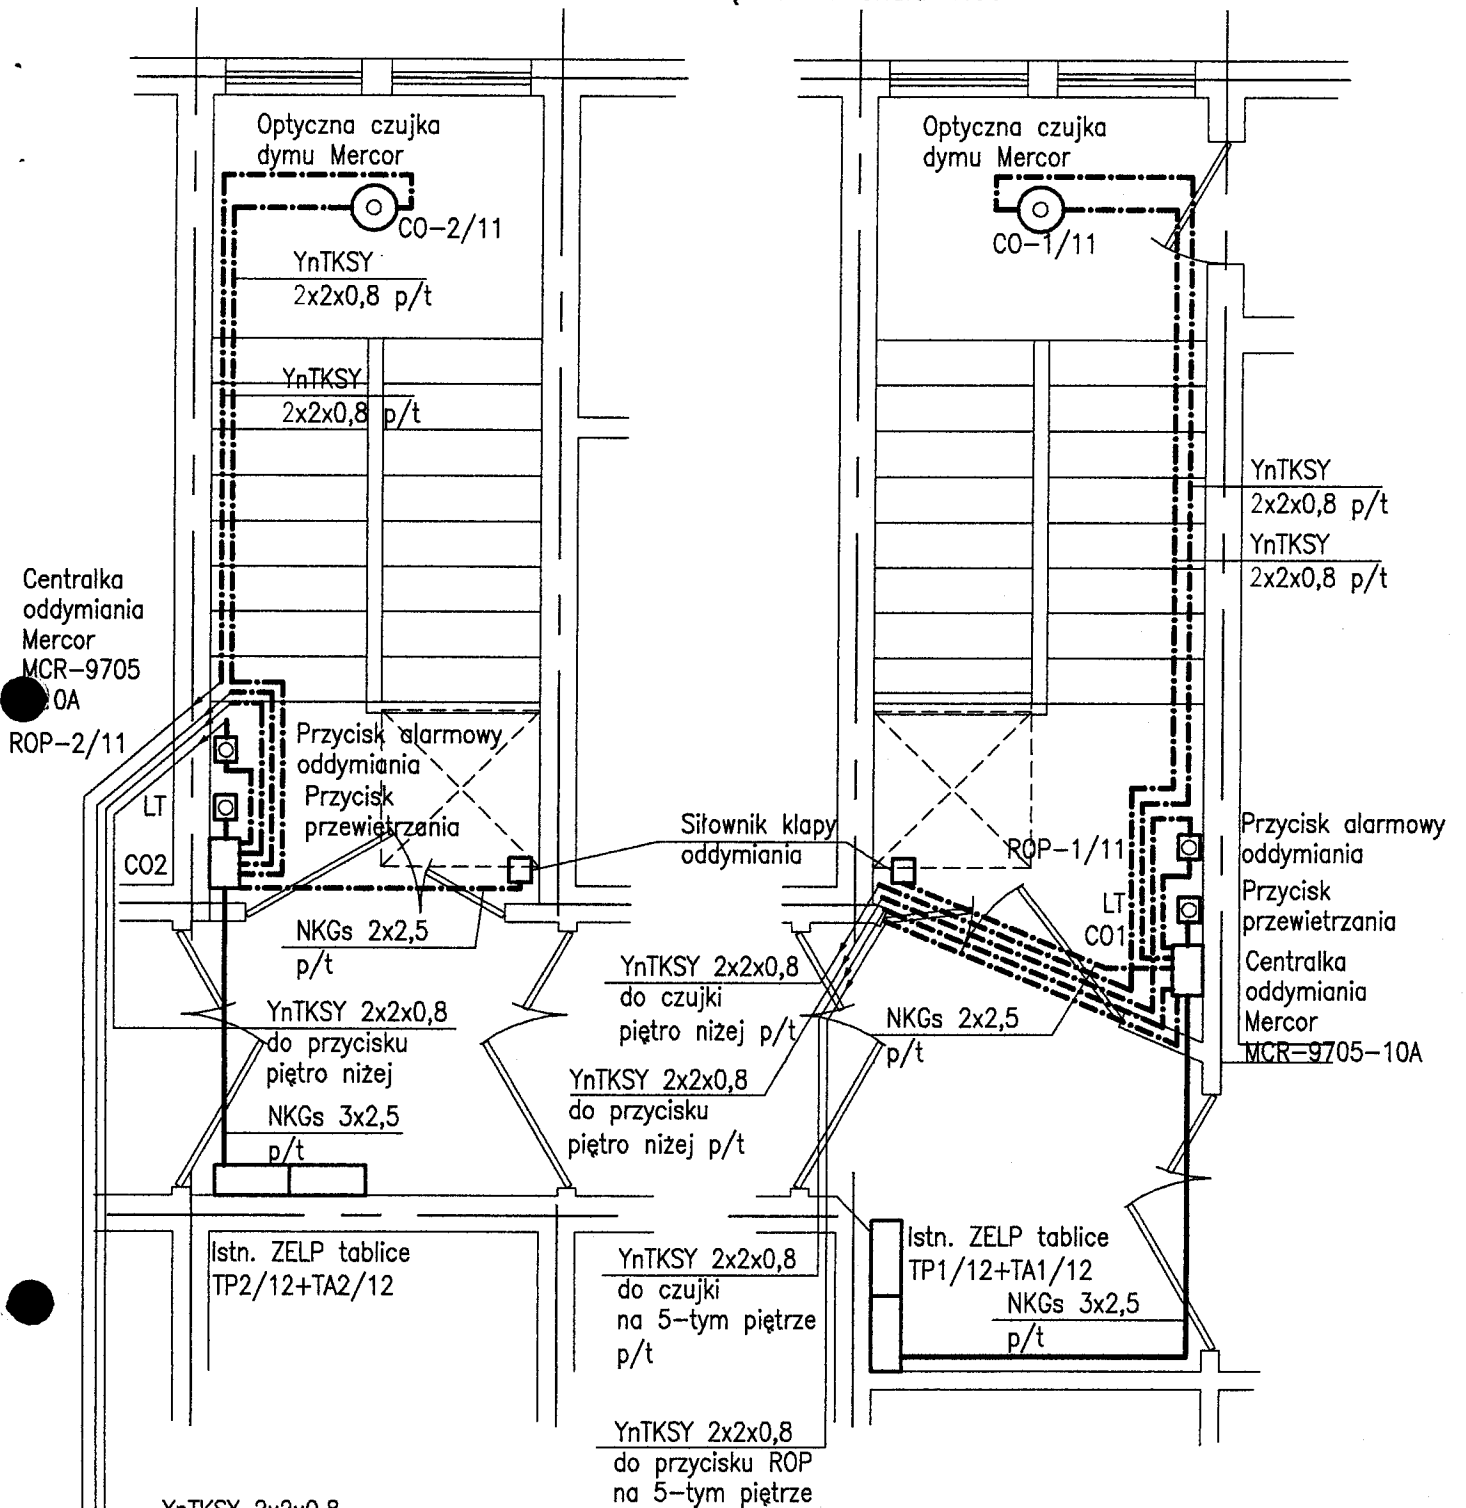 Optyczna czujka
dymu Mercor
CO-2/11
YnTKSY
2x2x0,8 p/t
YnTKSY
2x2x0,8 p/t
Centralka
oddymiania
Mercor
MCR-9705
0A
ROP-2/11
LT
CO2
Przycisk alarmowy
oddymiania
Przycisk
przewietrzania
NKGs 2x2,5
p/t
YnTKSY 2x2x0,8
do przycisku
piętro niżej
NKGs 3x2,5
p/t
Istn. ZELP tablice
TP2/12+TA2/12
YnTKSY 2x2x0,8
Siłownik klapy
oddymiania
YnTKSY 2x2x0,8
do czujki
piętro niżej p/t
YnTKSY 2x2x0,8
do przycisku
piętro niżej p/t
YnTKSY 2x2x0,8
do czujki
na 5-tym piętrze
p/t
YnTKSY 2x2x0,8
do przycisku ROP
na 5-tym piętrze
Optyczna czujka
dymu Mercor
CO-1/11
YnTKSY
2x2x0,8 p/t
YnTKSY
2x2x0,8 p/t
ROP-1/11
LT
CO1
Przycisk alarmowy
oddymiania
Przycisk
przewietrzania
Centralka
oddymiania
Mercor
MCR-9705-10A
NKGs 2x2,5
p/t
Istn. ZELP tablice
TP1/12+TA1/12
NKGs 3x2,5
p/t